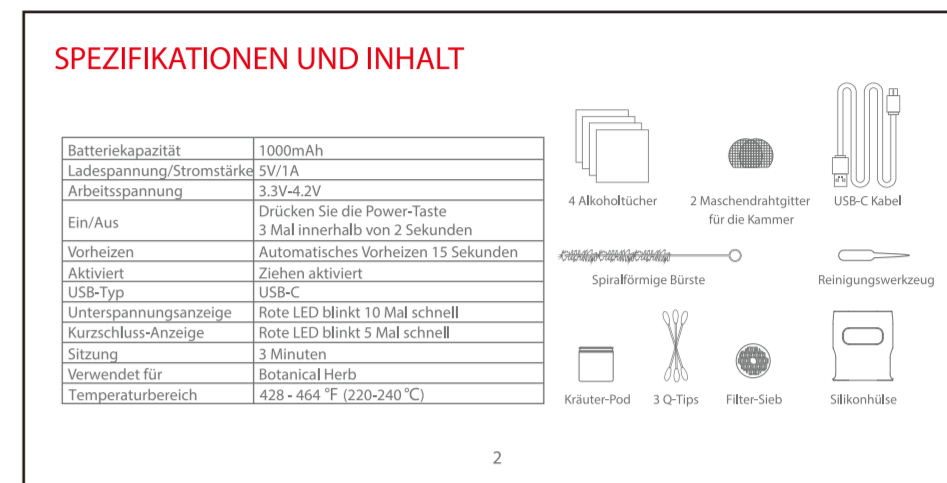 SPEZIFIKATIONEN UND INHALT
Batteriekapazität 1000mAh
Ladespannung/Stromstärke 5V/1A
Arbeitsspannung 3.3V-4.2V
Ein/Aus Drücken Sie die Power-Taste
3 Mal innerhalb von 2 Sekunden
Vorheizen Automatisches Vorheizen 15 Sekunden
Aktiviert Ziehen aktiviert
USB-Typ USB-C
Unterspannungsanzeige Rote LED blinkt 10 Mal schnell
Kurzschluss-Anzeige Rote LED blinkt 5 Mal schnell
Sitzung 3 Minuten
Verwendet für Botanical Herb
Temperaturbereich 428 - 464 °F (220-240 °C)
4 Alkoholtücher
2 Maschendrahtgitter
für die Kammer
USB-C Kabel
Spiralförmige Bürste
Reinigungswerkzeug
Kräuter-Pod
3 Q-Tips
Filter-Sieb
Silikonhülse
2